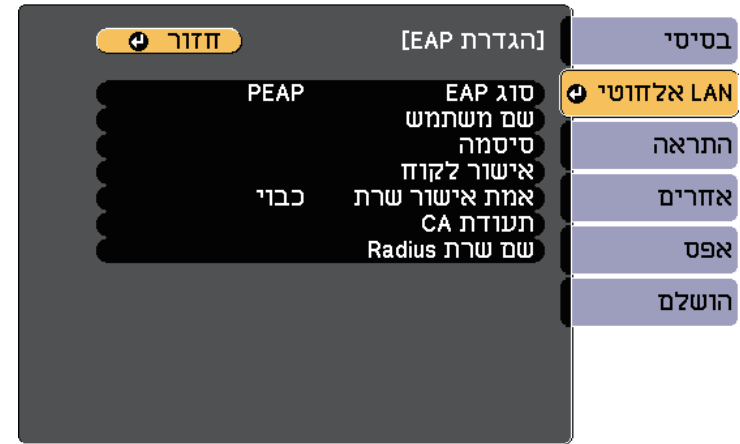 בסיסי
LAN אלחוטי
התראה
אחרים
אפס
הושלם
[הגדרת EAP] חזור
סוג EAP PEAP
שם משתמש
סיסמה
אישור לקוח
אמת אישור שרת כבוי
תעודת CA
שם שרת Radius